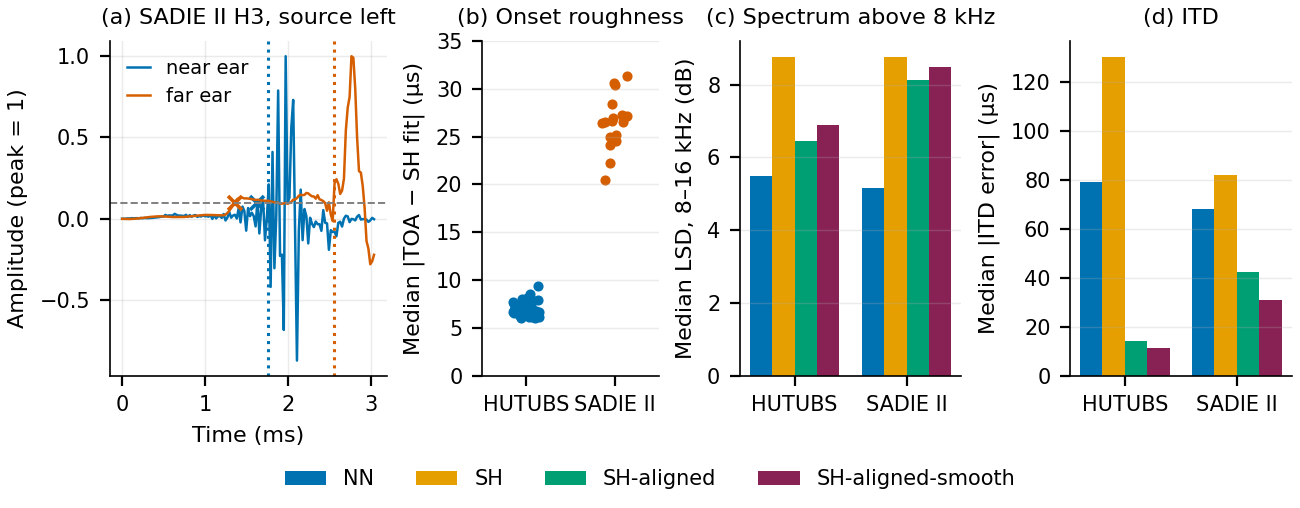 (a) SADIE II H3, source left
Amplitude (peak = 1)
1.0
0.5
0.0
−0.5
near ear
far ear
0
1
2
3
Time (ms)
(b) Onset roughness
Median |TOA − SH fit| (µs)
35
30
25
20
15
10
5
0
HUTUBS
SADIE II
(c) Spectrum above 8 kHz
Median LSD, 8–16 kHz (dB)
8
6
4
2
0
HUTUBS
SADIE II
(d) ITD
Median |ITD error| (µs)
120
100
80
60
40
20
0
HUTUBS
SADIE II
NN
SH
SH-aligned
SH-aligned-smooth